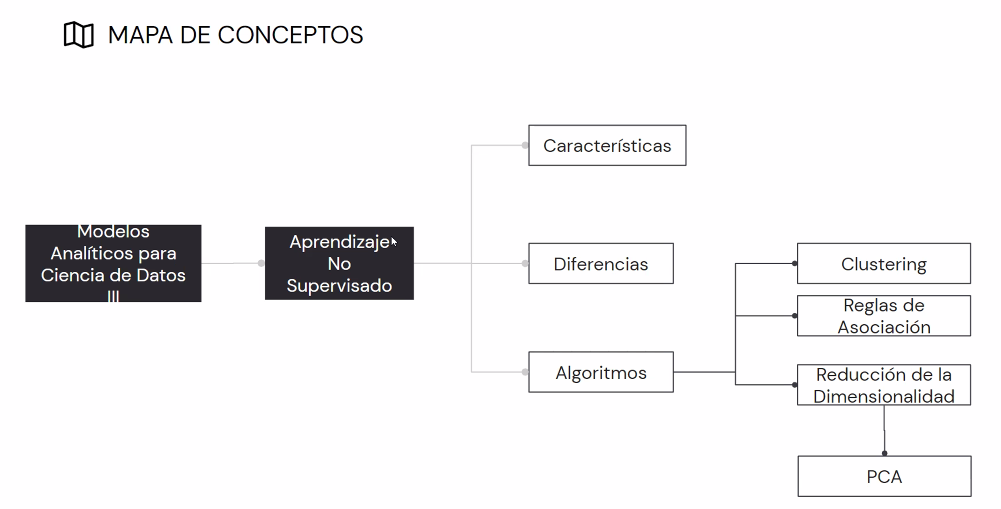 MAPA DE CONCEPTOS
Características
Modelos
Analíticos para
Ciencia de Datos
III
Aprendizaje
No
Supervisado
Diferencias
Clustering
Reglas de
Asociación
Algoritmos
Reducción de la
Dimensionalidad
PCA